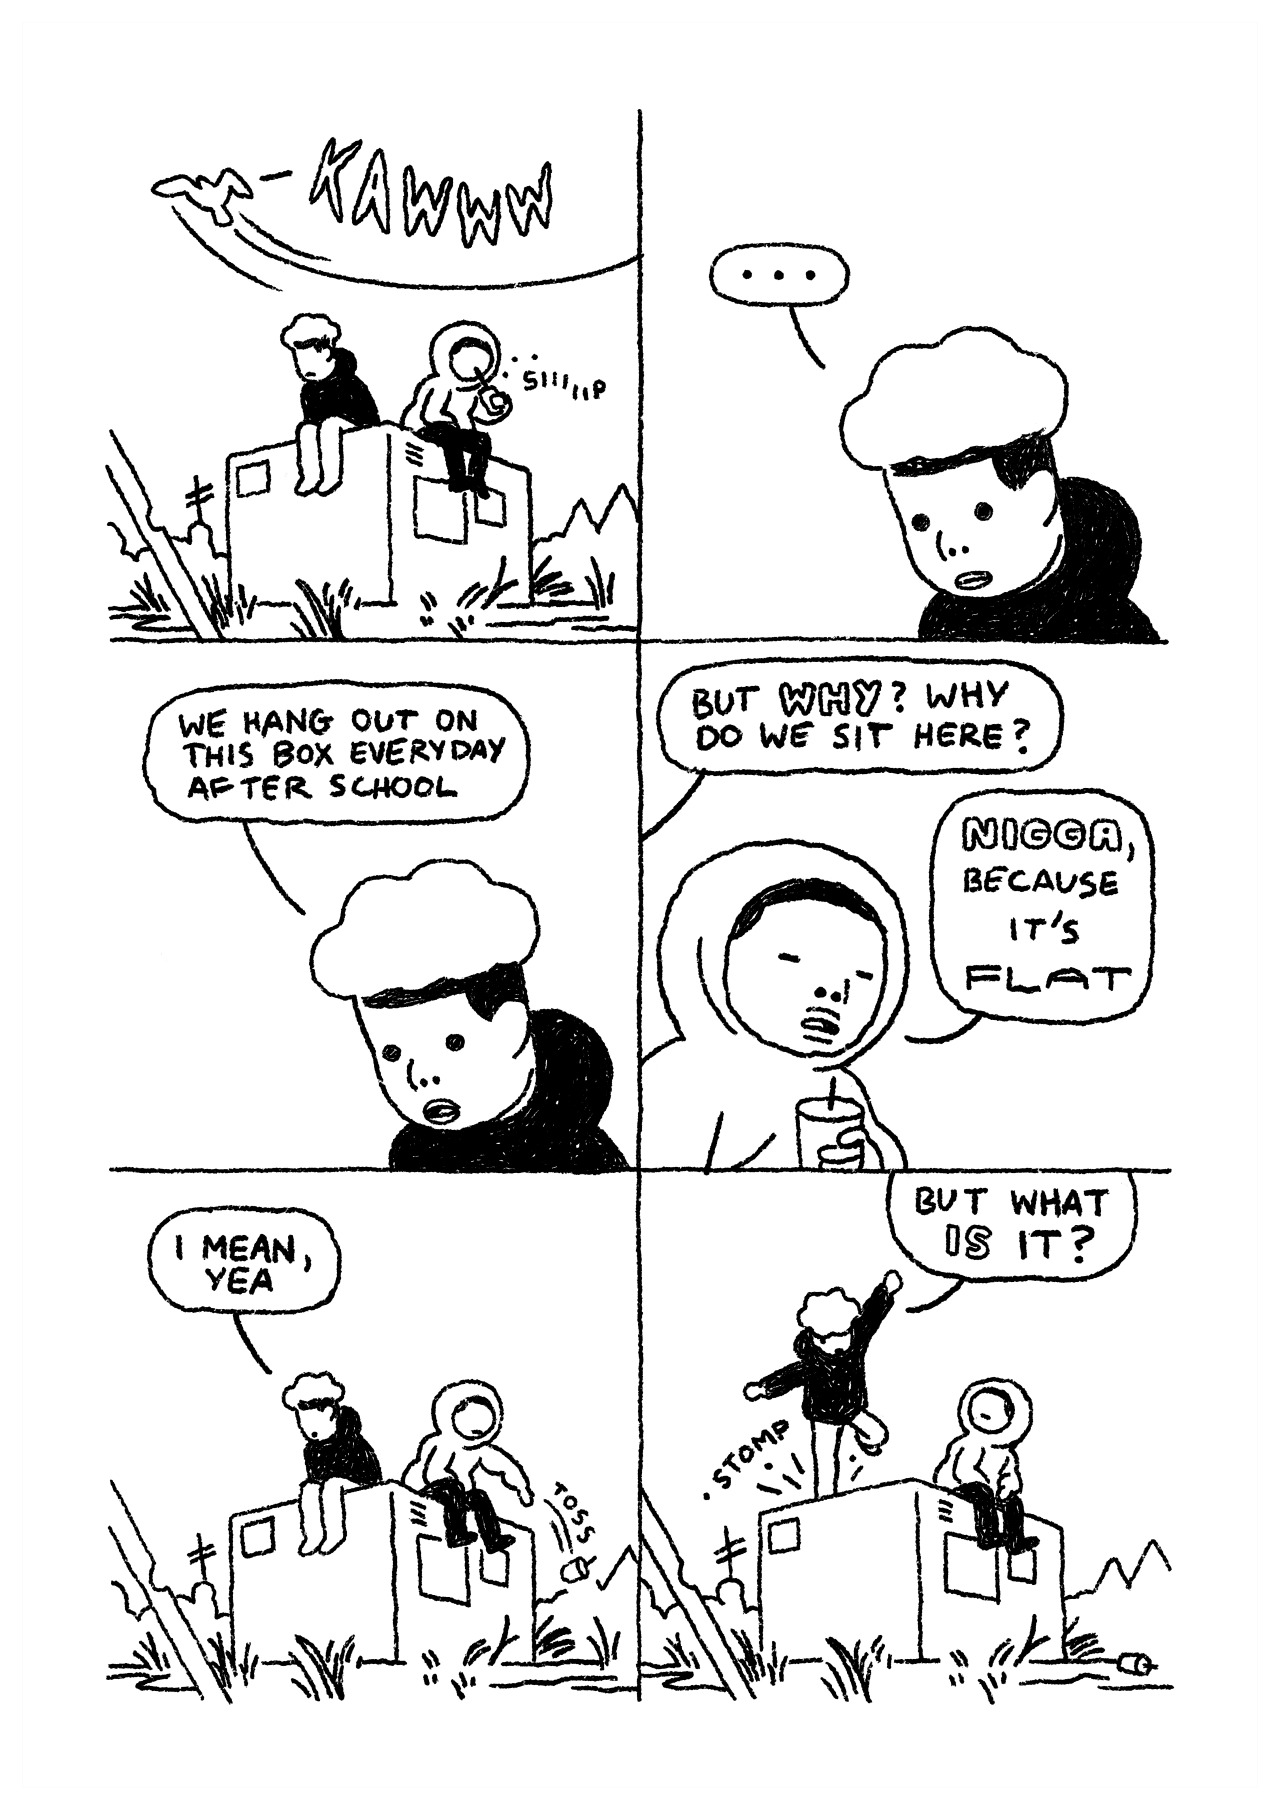 KAWWW
SIIIIIIP
...
WE HANG OUT ON
THIS BOX EVERYDAY
AFTER SCHOOL
BUT WHY? WHY
DO WE SIT HERE?
NIGGA,
BECAUSE
IT'S
FLAT
I MEAN,
YEA
TOSS
BUT WHAT
IS IT?
STOMP